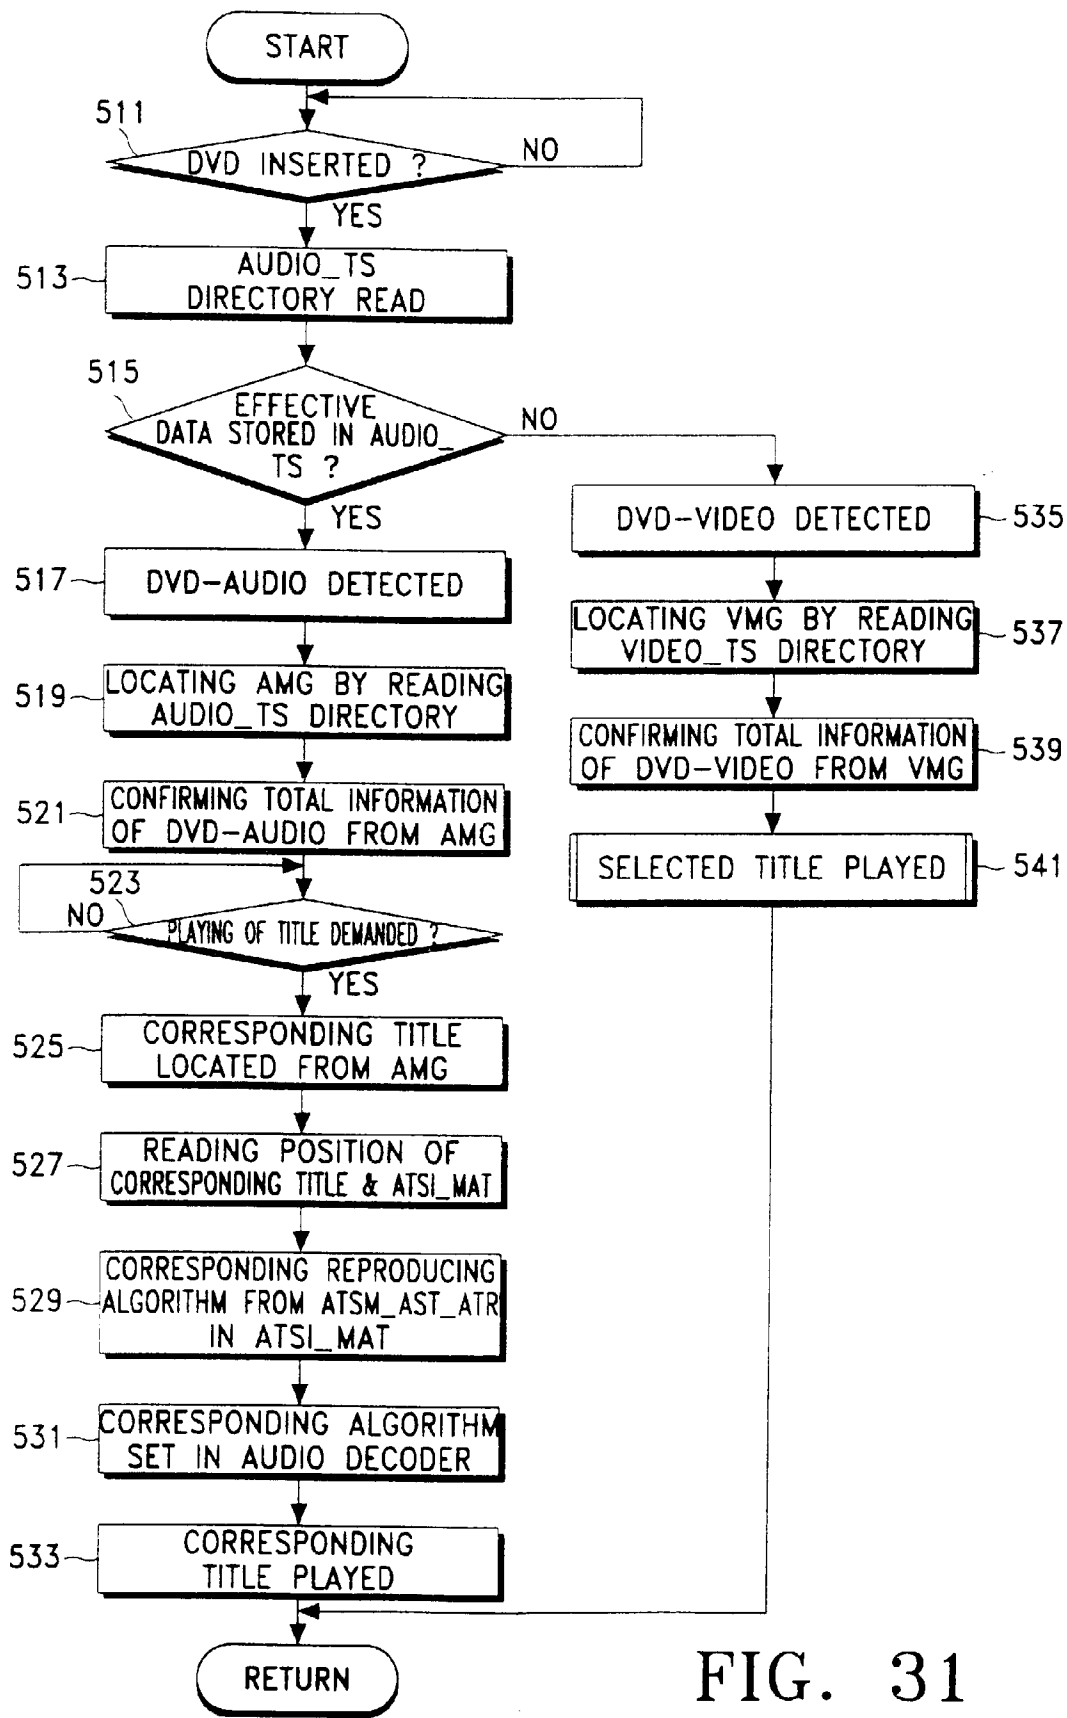 START
511
DVD INSERTED ?
NO
YES
513
AUDIO_TS
DIRECTORY READ
515
EFFECTIVE
DATA STORED IN AUDIO_
TS ?
NO
YES
517
DVD-AUDIO DETECTED
519
LOCATING AMG BY READING
AUDIO_TS DIRECTORY
521
CONFIRMING TOTAL INFORMATION
OF DVD-AUDIO FROM AMG
523
NO
PLAYING OF TITLE DEMANDED ?
YES
525
CORRESPONDING TITLE
LOCATED FROM AMG
527
READING POSITION OF
CORRESPONDING TITLE & ATSI_MAT
529
CORRESPONDING REPRODUCING
ALGORITHM FROM ATSM_AST_ATR
IN ATSI_MAT
531
CORRESPONDING ALGORITHM
SET IN AUDIO DECODER
533
CORRESPONDING
TITLE PLAYED
RETURN
DVD-VIDEO DETECTED
535
LOCATING VMG BY READING
VIDEO_TS DIRECTORY
537
CONFIRMING TOTAL INFORMATION
OF DVD-VIDEO FROM VMG
539
SELECTED TITLE PLAYED
541
FIG. 31